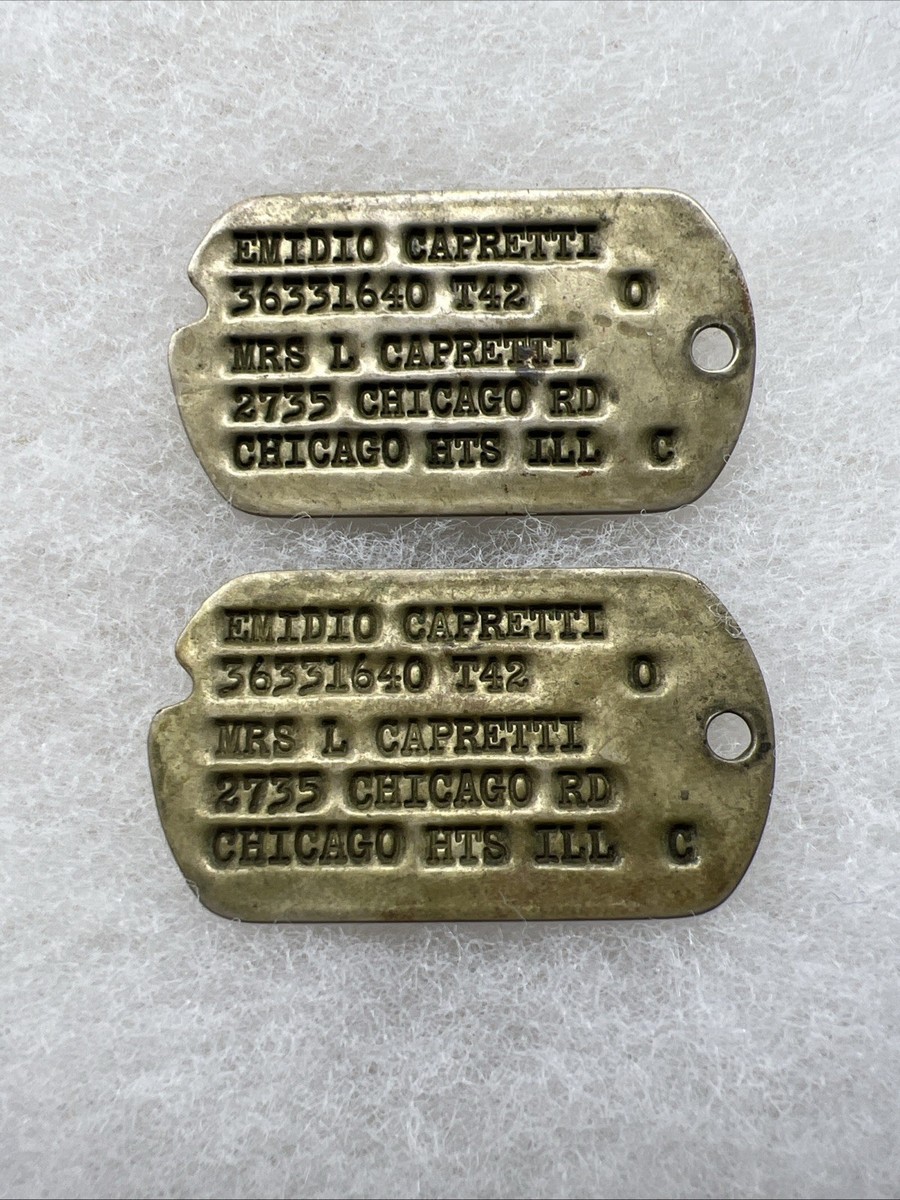 EMIDIO CAPRETTI
36331640 T42 O
MRS L CAPRETTI
2735 CHICAGO RD
CHICAGO HTS ILL C
EMIDIO CAPRETTI
36331640 T42 O
MRS L CAPRETTI
2735 CHICAGO RD
CHICAGO HTS ILL C